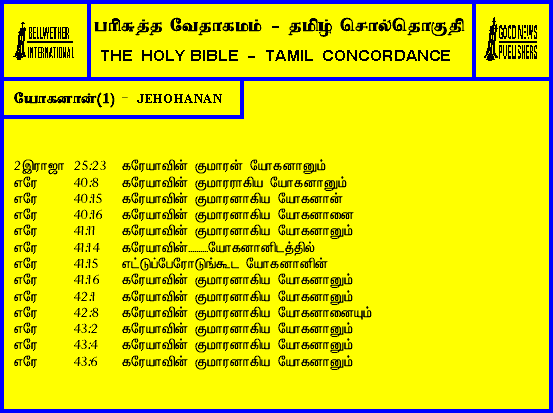 BELLWETHER
INTERNATIONAL
பரிசுத்த வேதாகமம் - தமிழ் சொல்தொகுதி
THE HOLY BIBLE - TAMIL CONCORDANCE
GOOD NEWS
PUBLISHERS
யோகனான்(1) - JEHOHANAN
2இராஜா 25:23 கரேயாவின் குமாரன் யோகனானும்
எரே 40:8 கரேயாவின் குமாரராகிய யோகனானும்
எரே 40:15 கரேயாவின் குமாரனாகிய யோகனான்
எரே 40:16 கரேயாவின் குமாரனாகிய யோகனானை
எரே 41:11 கரேயாவின் குமாரனாகிய யோகனானும்
எரே 41:14 கரேயாவின்.........யோகனானிடத்தில்
எரே 41:15 எட்டுப்பேரோடுங்கூட யோகனானின்
எரே 41:16 கரேயாவின் குமாரனாகிய யோகனானும்
எரே 42:1 கரேயாவின் குமாரனாகிய யோகனானும்
எரே 42:8 கரேயாவின் குமாரனாகிய யோகனானையும்
எரே 43:2 கரேயாவின் குமாரனாகிய யோகனானும்
எரே 43:4 கரேயாவின் குமாரனாகிய யோகனானும்
எரே 43:6 கரேயாவின் குமாரனாகிய யோகனானும்